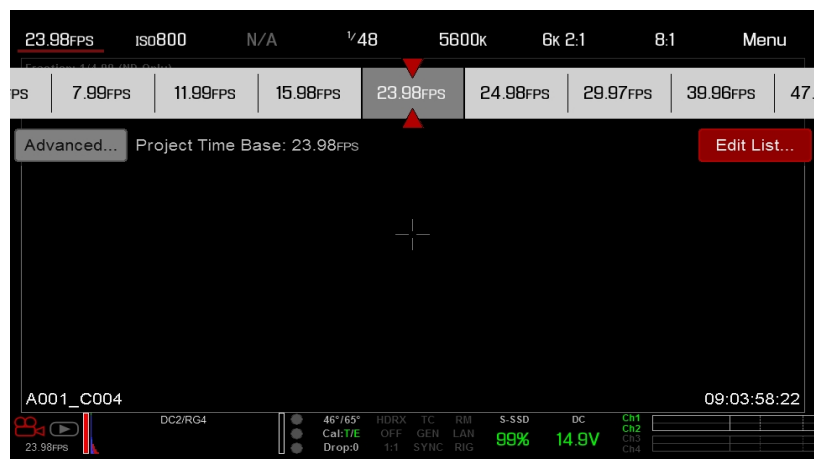 23.98FPS ISO800 N/A 1/48 5600K 6K 2:1 8:1 Menu
7.99FPS 11.99FPS 15.98FPS 23.98FPS 24.98FPS 29.97FPS 39.96FPS 47.
Advanced... Project Time Base: 23.98FPS Edit List...
A001_C004 09:03:58:22
DC2/RG4 46°/65° HDRX TC RM S-SSD DC Ch1
Cal:T/E OFF GEN LAN 99% 14.9V Ch2
Ch3
23.98FPS Drop:0 1:1 SYNC RIG Ch4